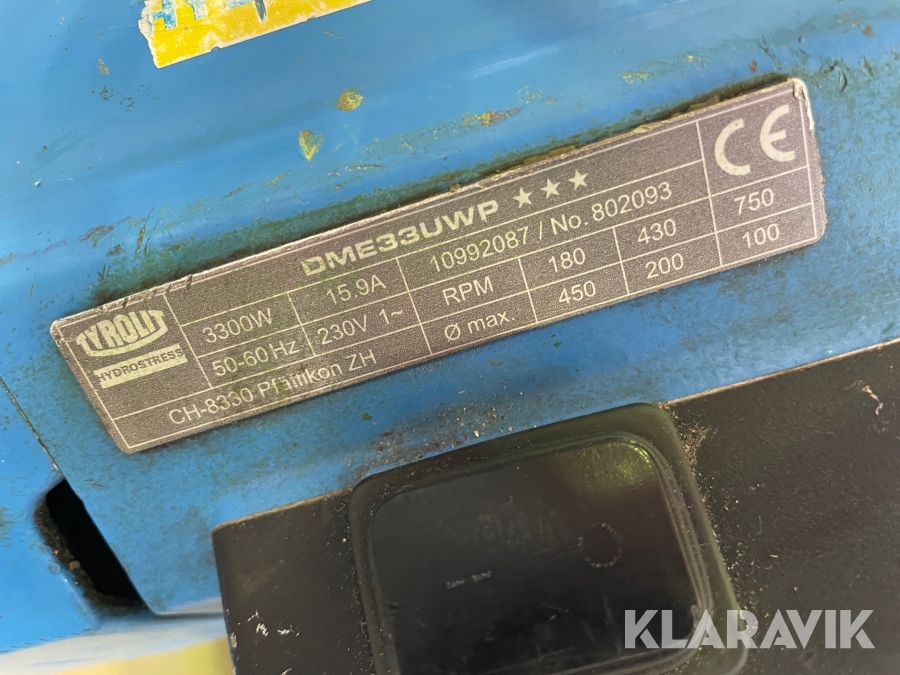 DME33UWP ★★★
CE
TYROLIT
HYDROSTRESS
3300W 15.9A 10992087 / No. 802093
50-60 Hz 230V 1~ RPM 180 430 750
CH-8330 Pfäffikon ZH Ø max. 450 200 100
KLARAVIK